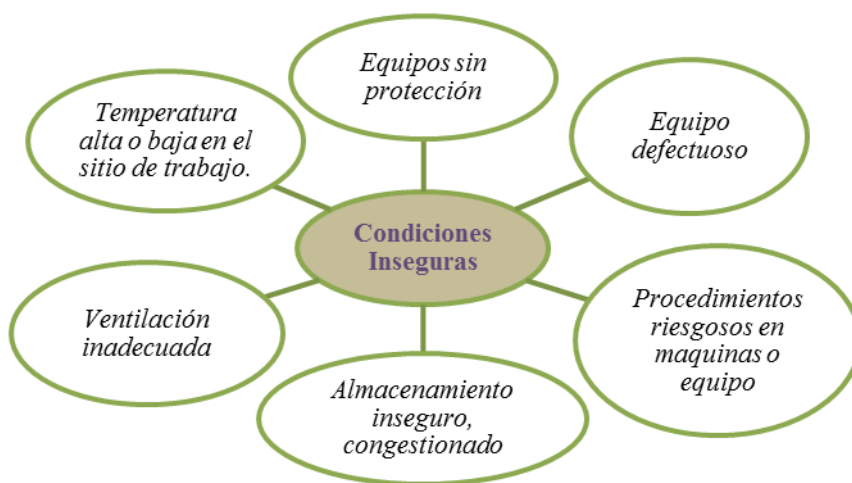 Equipos sin
protección
Temperatura
alta o baja en el
sitio de trabajo.
Equipo
defectuoso
Condiciones
Inseguras
Ventilación
inadecuada
Procedimientos
riesgosos en
maquinas o
equipo
Almacenamiento
inseguro,
congestionado